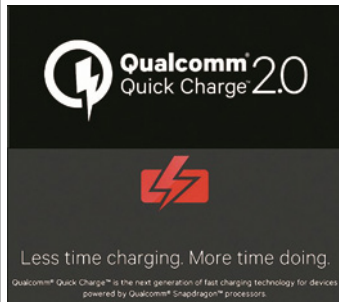 Qualcomm® 2.0
Quick Charge™
Less time charging. More time doing.
Qualcomm® Quick Charge™ is the next generation of fast charging technology for devices
powered by Qualcomm® Snapdragon™ processors.